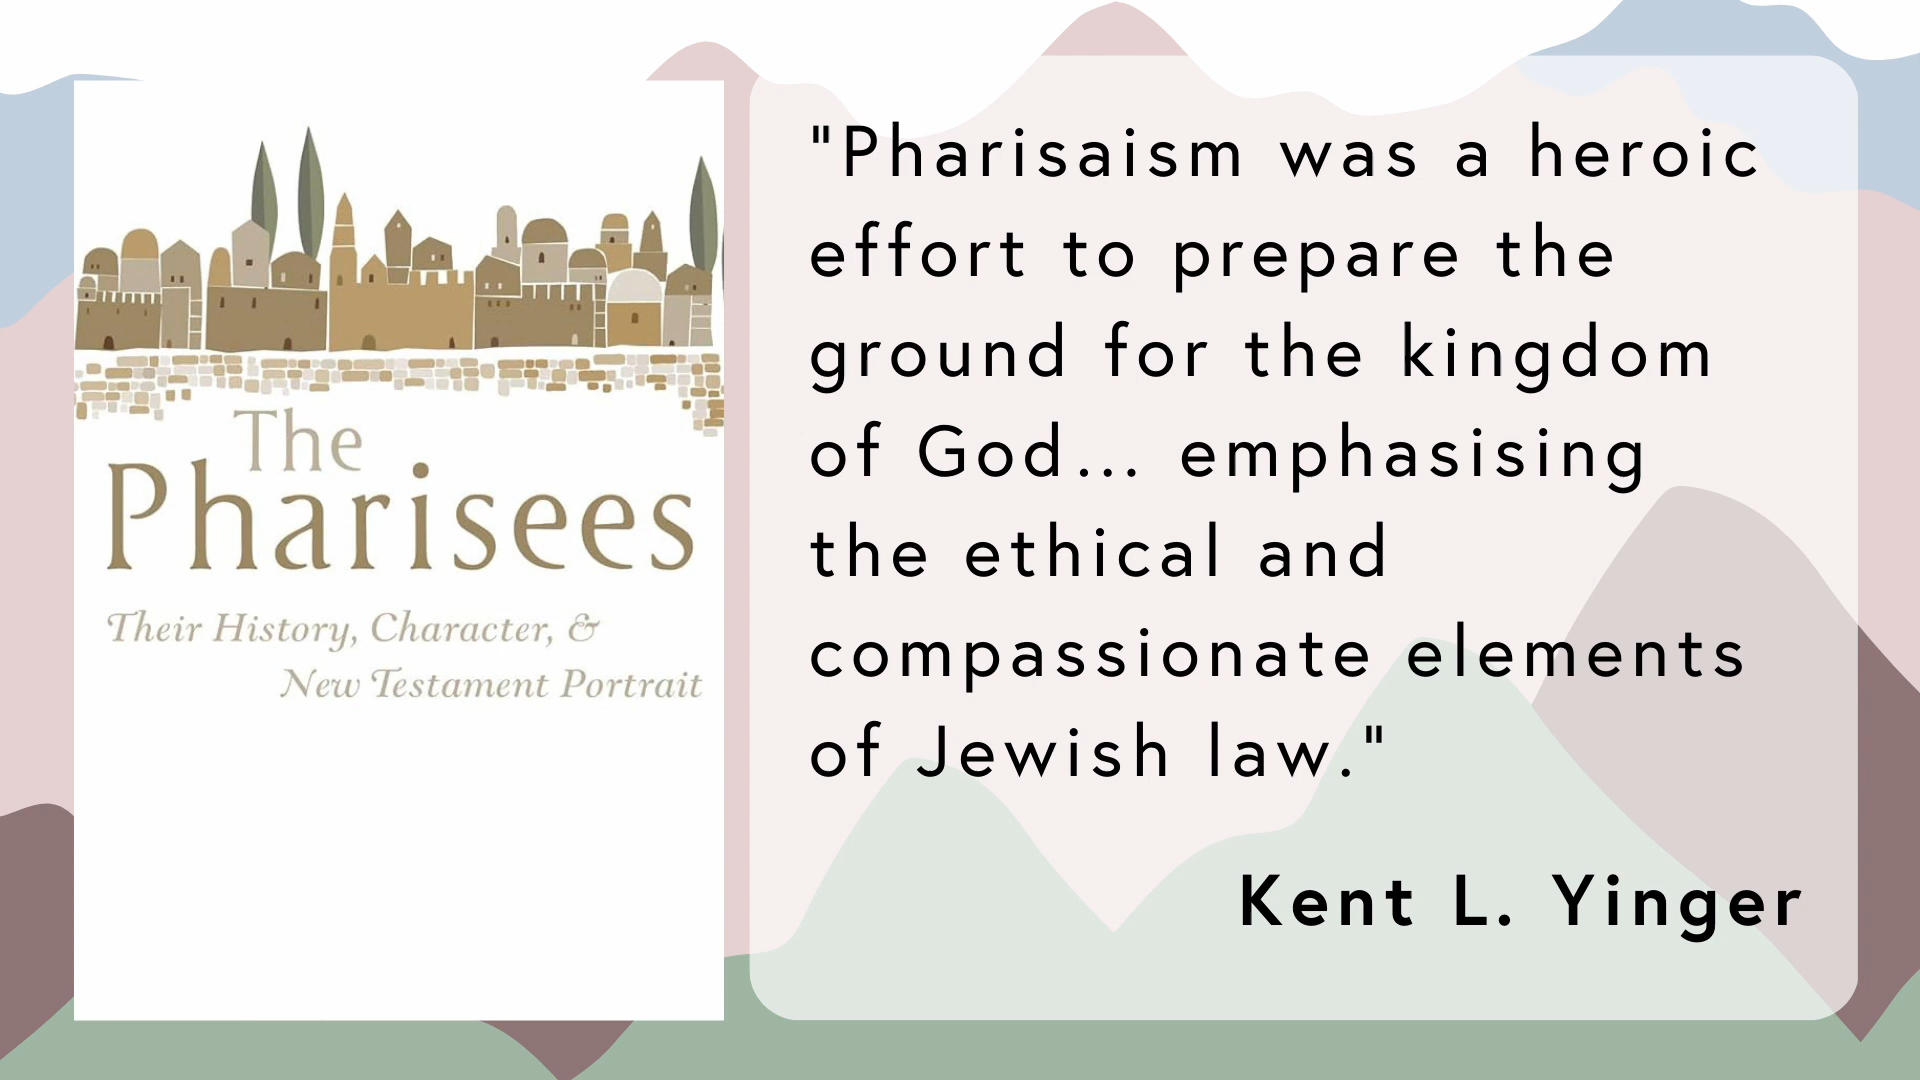 The
Pharisees
Their History, Character, &
New Testament Portrait
"Pharisaism was a heroic
effort to prepare the
ground for the kingdom
of God... emphasising
the ethical and
compassionate elements
of Jewish law."
Kent L. Yinger